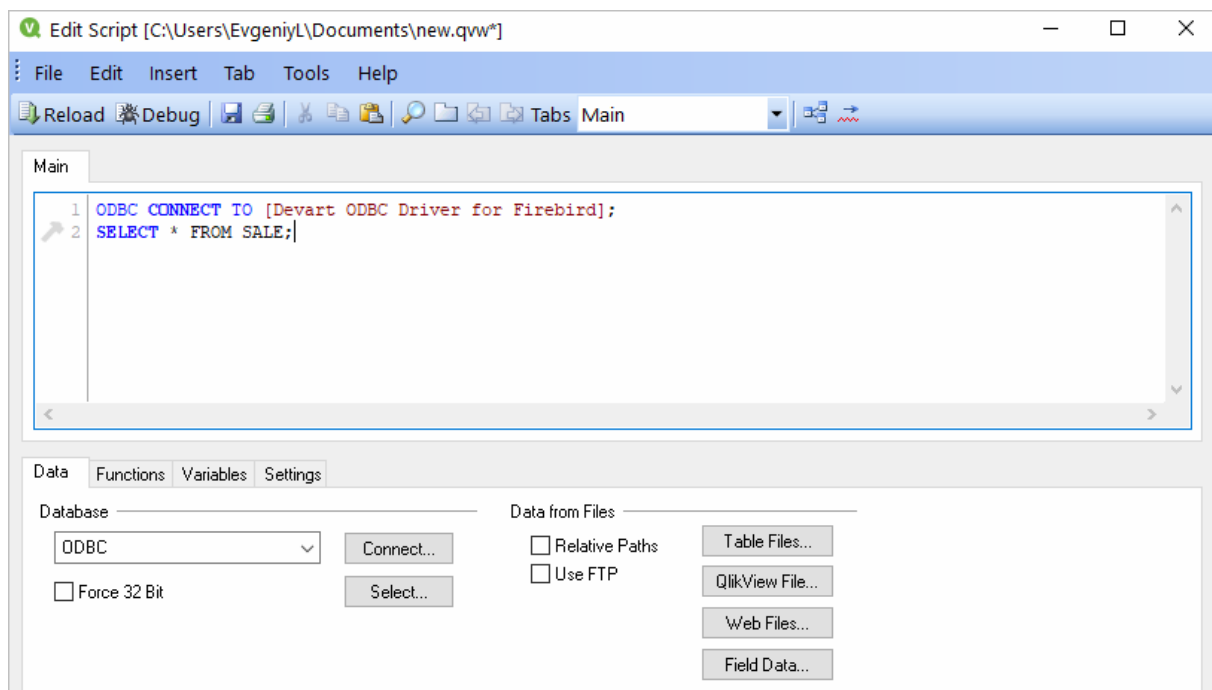 Edit Script [C:\Users\EvgeniyL\Documents\new.qvw*]
File Edit Insert Tab Tools Help
Reload Debug Tabs Main
Main
1 ODBC CONNECT TO [Devart ODBC Driver for Firebird];
2 SELECT * FROM SALE;
Data Functions Variables Settings
Database Data from Files
ODBC Connect... Relative Paths Table Files...
Force 32 Bit Select... Use FTP QlikView File...
Web Files...
Field Data...